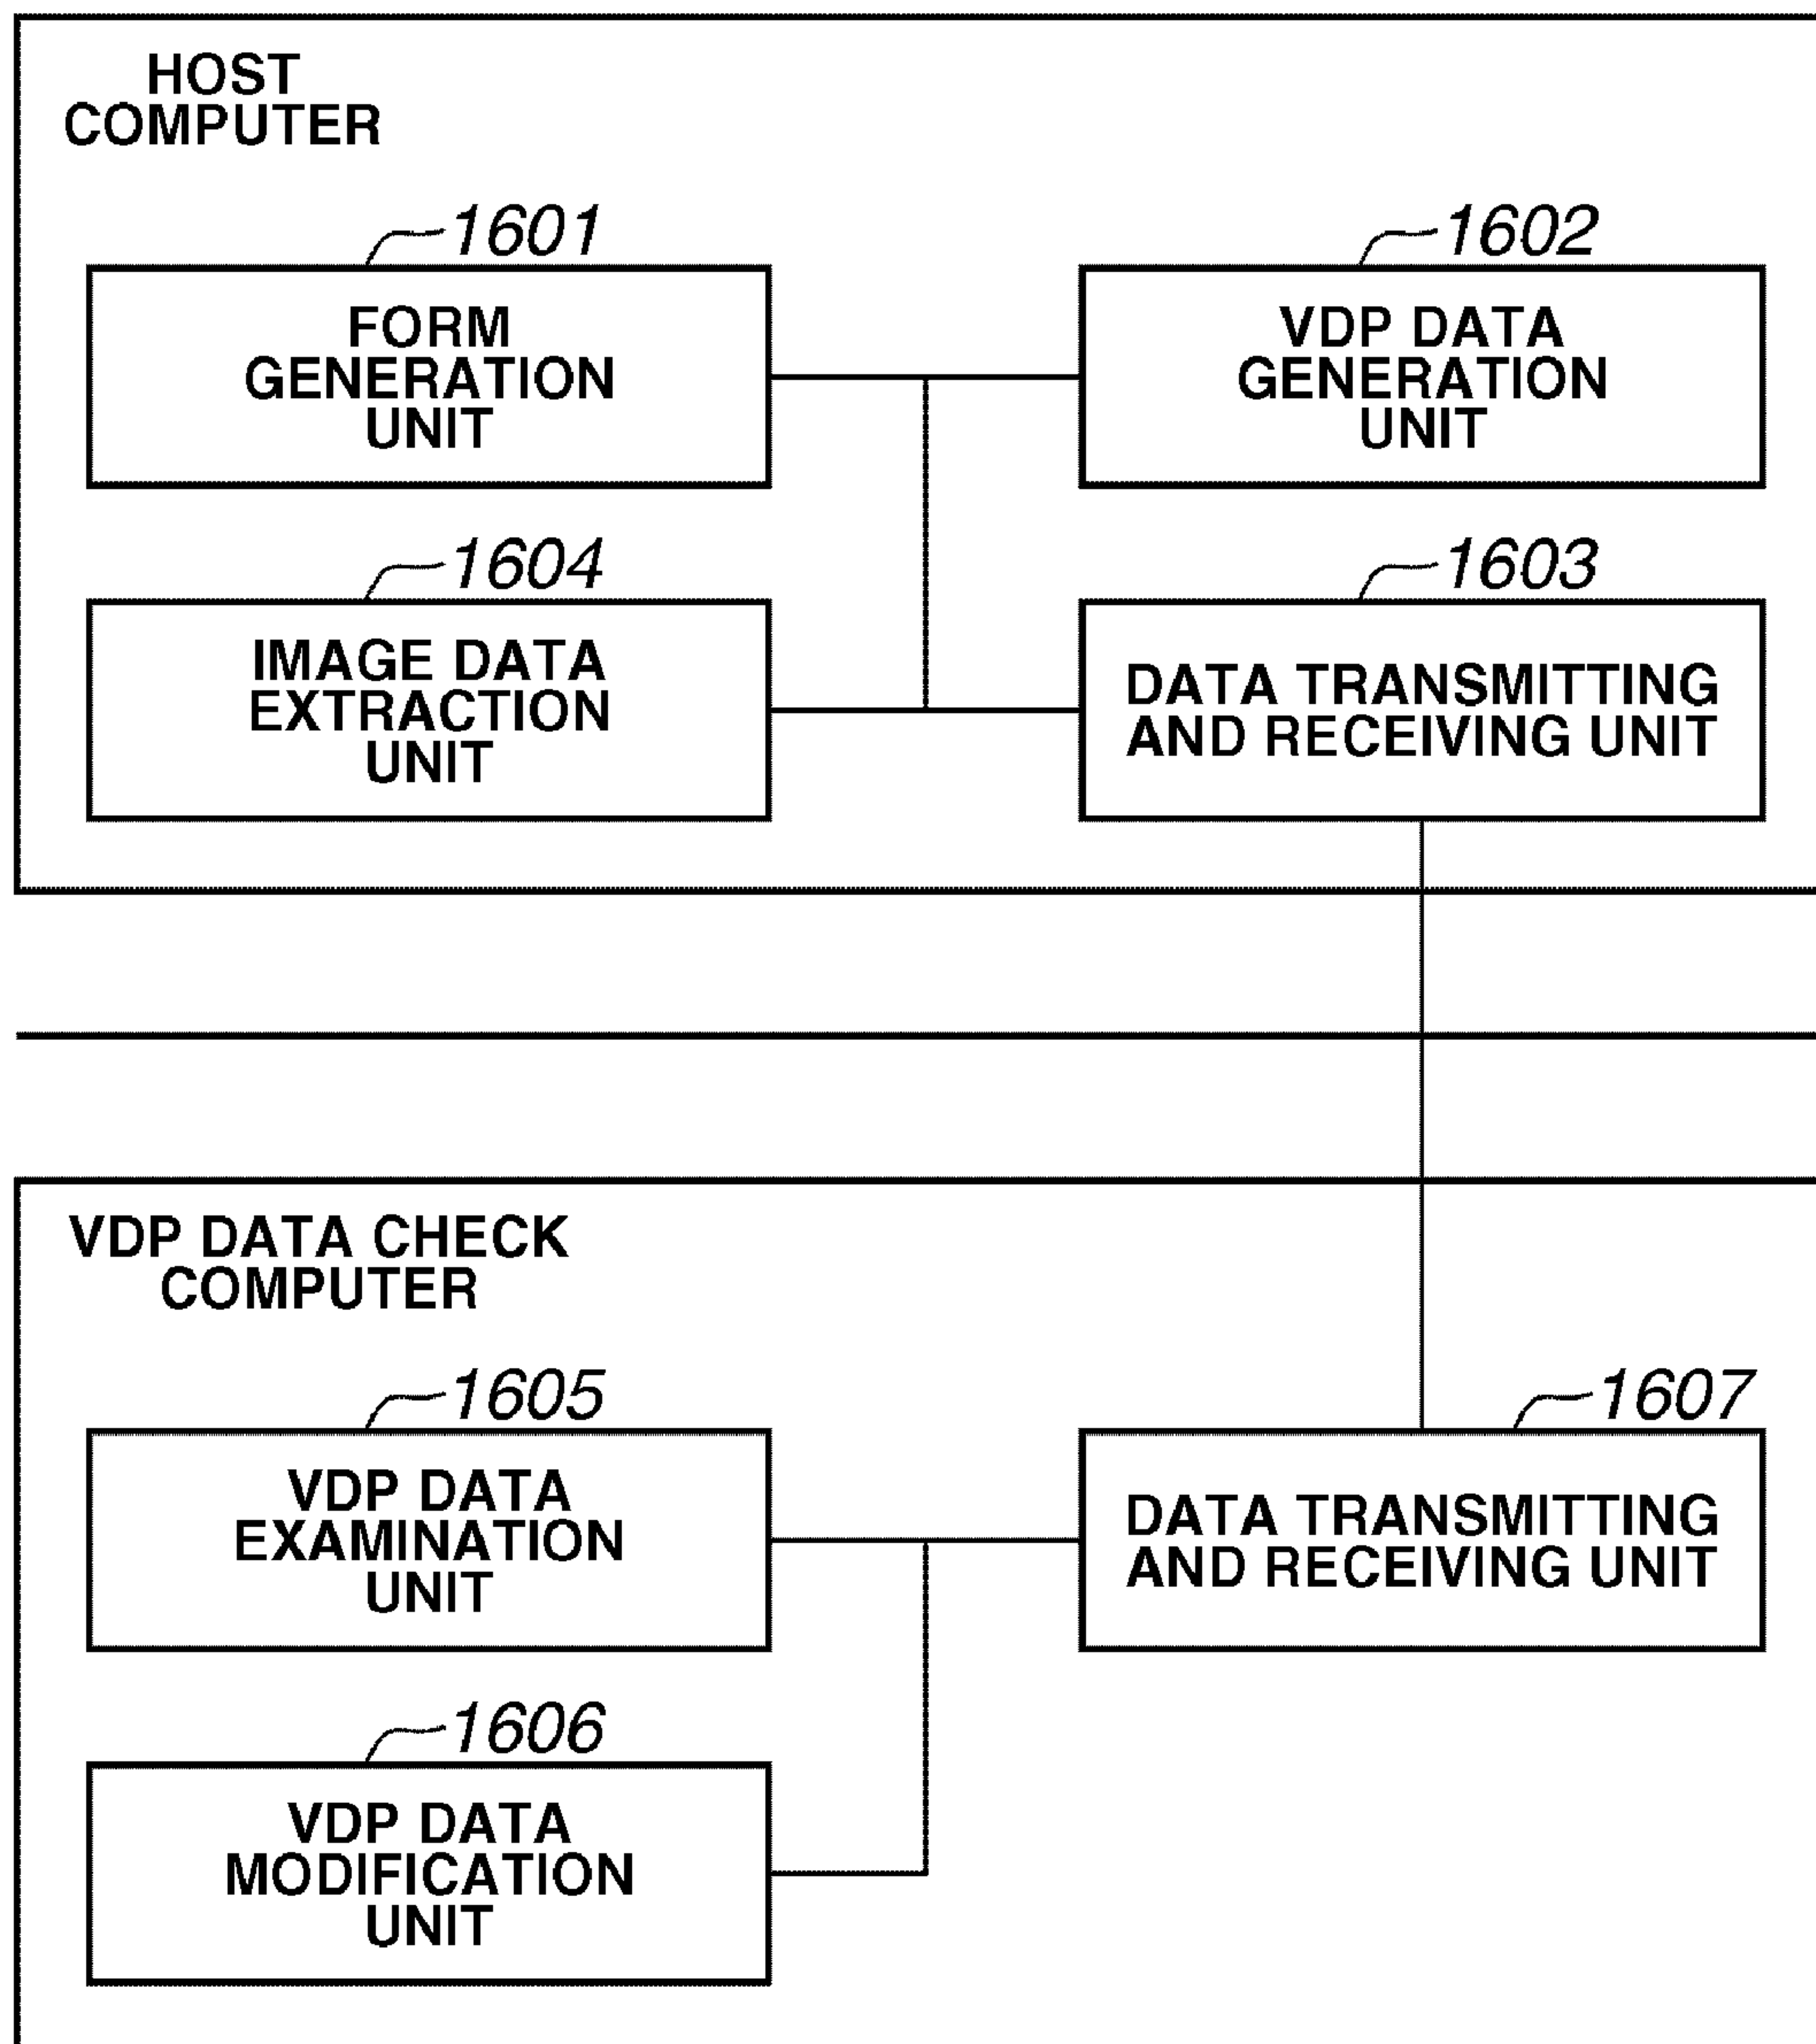 HOST
COMPUTER
1601
FORM
GENERATION
UNIT
1602
VDP DATA
GENERATION
UNIT
1604
IMAGE DATA
EXTRACTION
UNIT
1603
DATA TRANSMITTING
AND RECEIVING UNIT
VDP DATA CHECK
COMPUTER
1605
VDP DATA
EXAMINATION
UNIT
1607
DATA TRANSMITTING
AND RECEIVING UNIT
1606
VDP DATA
MODIFICATION
UNIT